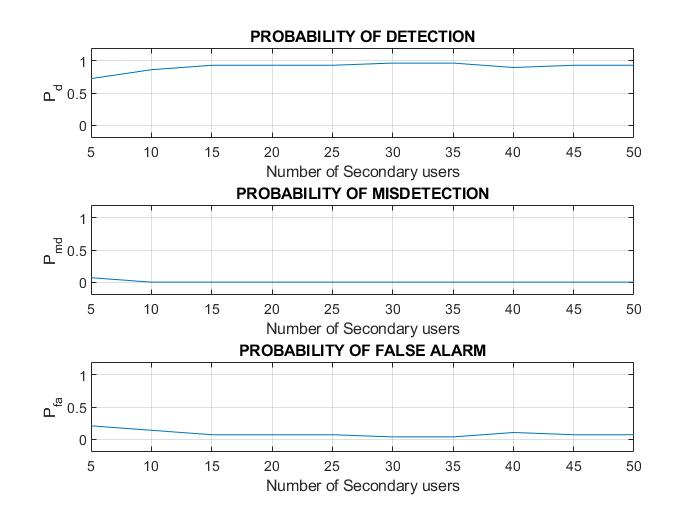 PROBABILITY OF DETECTION
1
0.5
0
P_d
5 10 15 20 25 30 35 40 45 50
Number of Secondary users
PROBABILITY OF MISDETECTION
1
0.5
0
P_md
5 10 15 20 25 30 35 40 45 50
Number of Secondary users
PROBABILITY OF FALSE ALARM
1
0.5
0
P_fa
5 10 15 20 25 30 35 40 45 50
Number of Secondary users